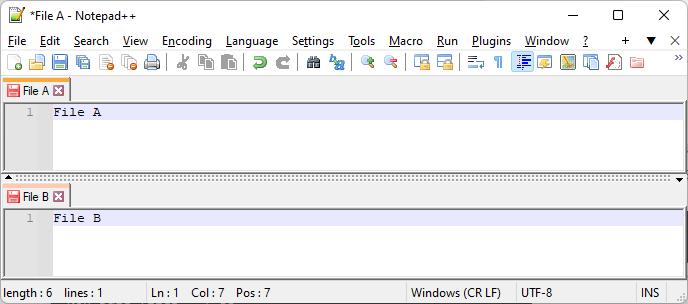 *File A - Notepad++
File Edit Search View Encoding Language Settings Tools Macro Run Plugins Window ? + ▼ X
File A
1 File A
File B
1 File B
length : 6 lines : 1 Ln : 1 Col : 7 Pos : 7 Windows (CR LF) UTF-8 INS